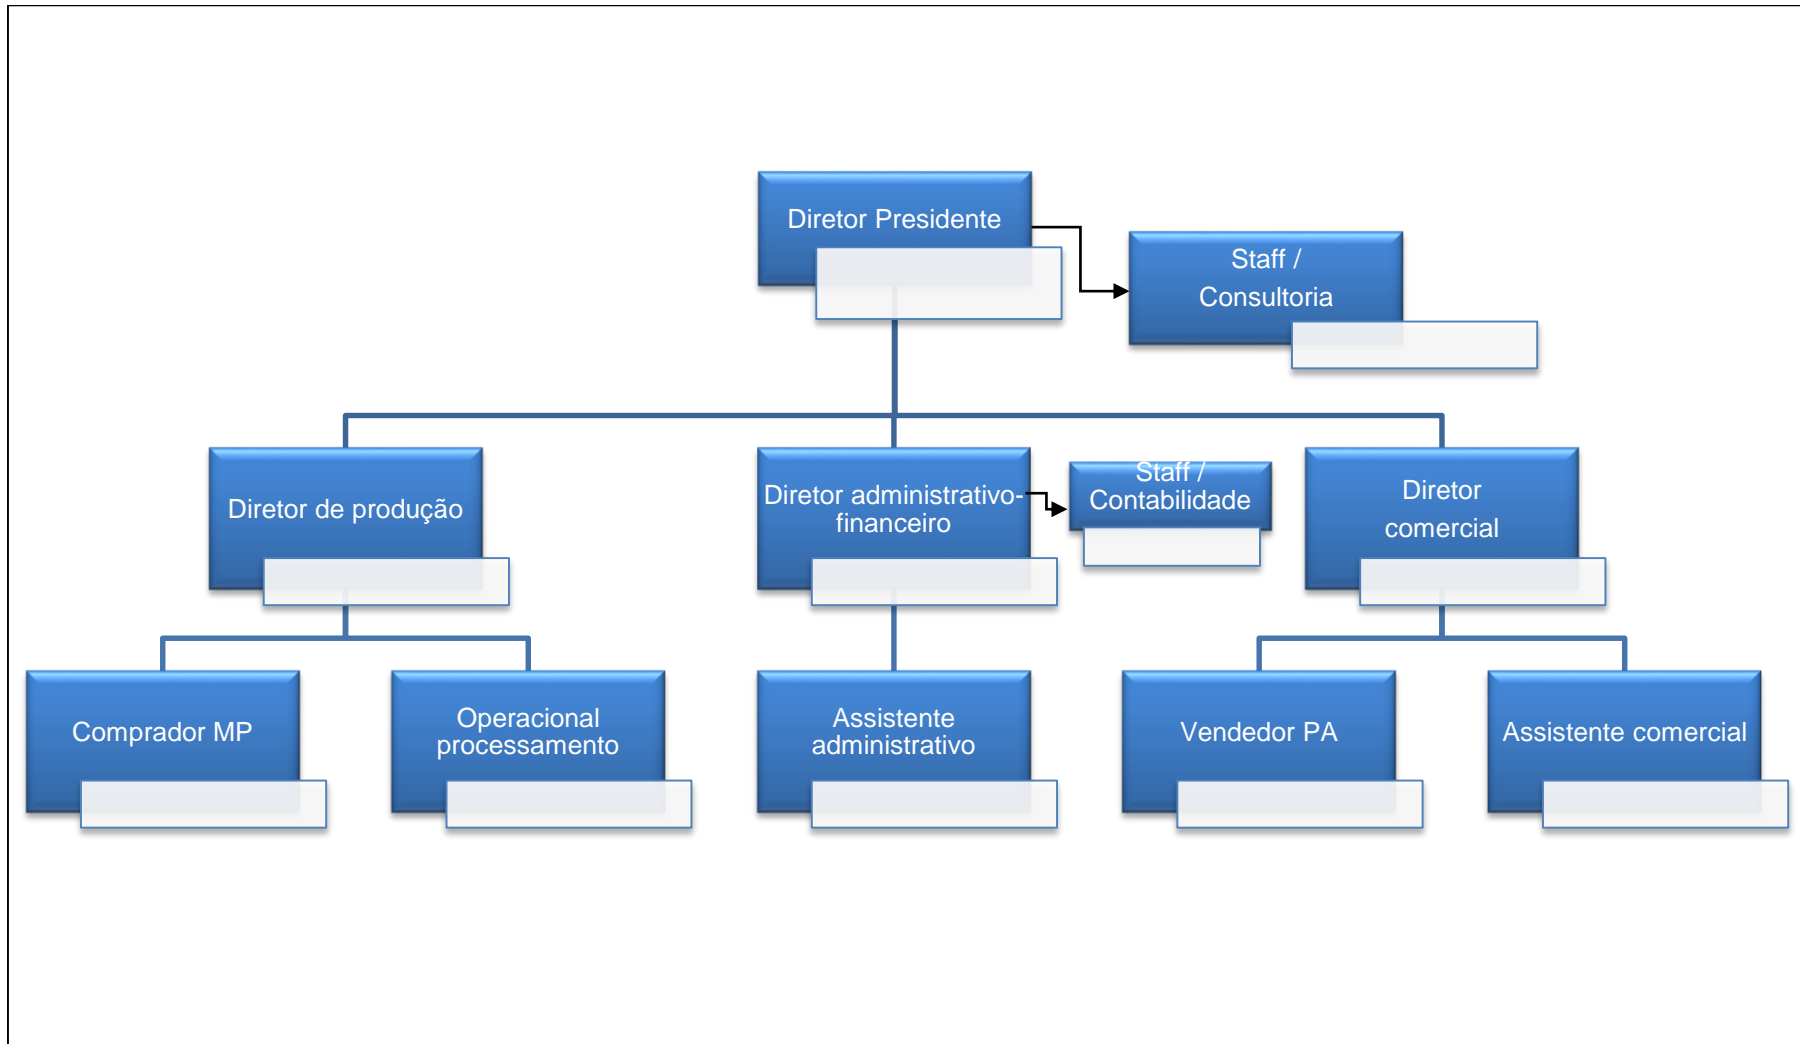 Diretor Presidente
Staff /
Consultoria
Diretor de produção
Diretor administrativo-
financeiro
Staff /
Contabilidade
Diretor
comercial
Comprador MP
Operacional
processamento
Assistente
administrativo
Vendedor PA
Assistente comercial